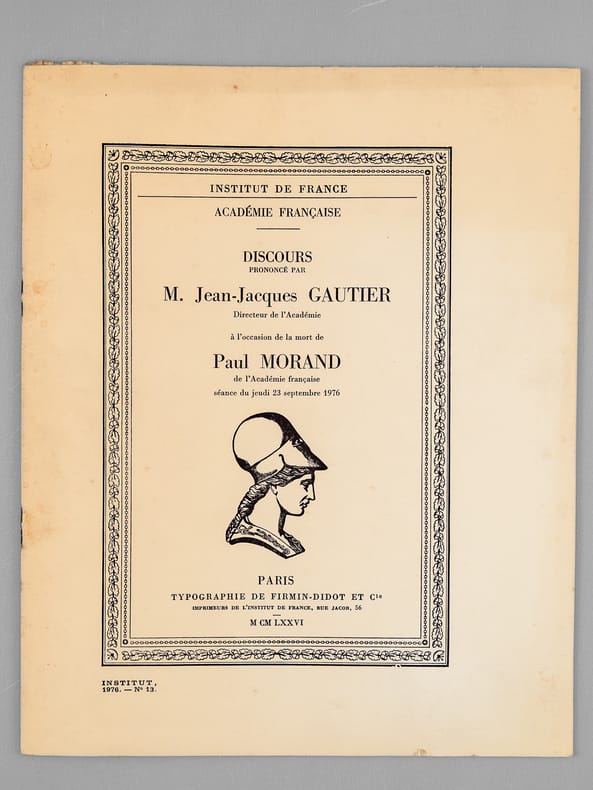 INSTITUT DE FRANCE
ACADÉMIE FRANÇAISE
DISCOURS
PRONONCÉ PAR
M. Jean-Jacques GAUTIER
Directeur de l'Académie
à l'occasion de la mort de
Paul MORAND
de l'Académie française
séance du jeudi 23 septembre 1976
PARIS
TYPOGRAPHIE DE FIRMIN-DIDOT ET Cie
IMPRIMEURS DE L'INSTITUT DE FRANCE, RUE JACOB, 56
M CM LXXVI
INSTITUT,
1976. — N° 13.